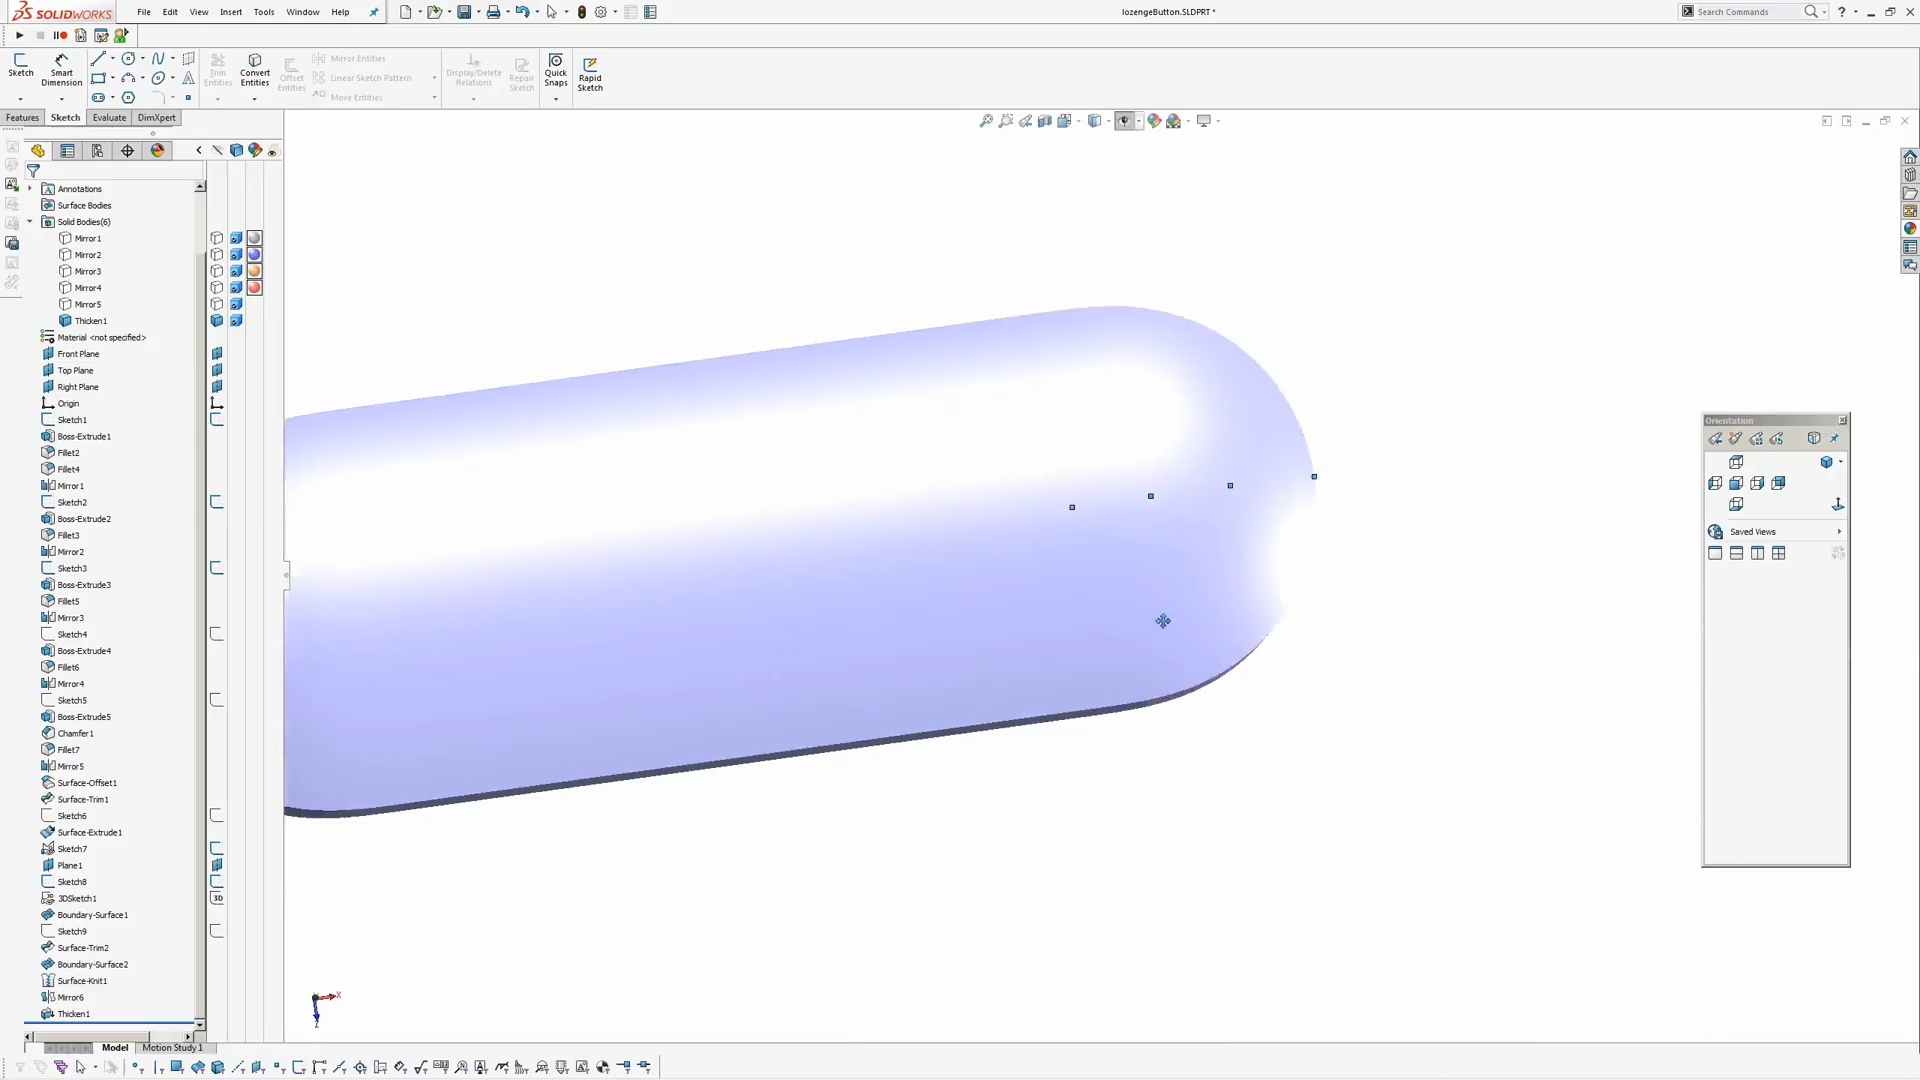 SOLIDWORKS File Edit View Insert Tools Window Help lozengeButton.SLDPRT * Search Commands
Sketch Smart Dimension Trim Entities Convert Entities Offset Entities Mirror Entities Linear Sketch Pattern Move Entities Display/Delete Relations Repair Sketch Quick Snaps Rapid Sketch
Features Sketch Evaluate DimXpert
Annotations
Surface Bodies
Solid Bodies(6)
Mirror1
Mirror2
Mirror3
Mirror4
Mirror5
Thicken1
Material <not specified>
Front Plane
Top Plane
Right Plane
Origin
Sketch1
Boss-Extrude1
Fillet2
Fillet4
Mirror1
Sketch2
Boss-Extrude2
Fillet3
Mirror2
Sketch3
Boss-Extrude3
Fillet5
Mirror3
Sketch4
Boss-Extrude4
Fillet6
Mirror4
Sketch5
Boss-Extrude5
Chamfer1
Fillet7
Mirror5
Surface-Offset1
Surface-Trim1
Sketch6
Surface-Extrude1
Sketch7
Plane1
Sketch8
3DSketch1
3D
Boundary-Surface1
Sketch9
Surface-Trim2
Boundary-Surface2
Surface-Knit1
Mirror6
Thicken1
Orientation
Saved Views
X
Z
Model Motion Study 1